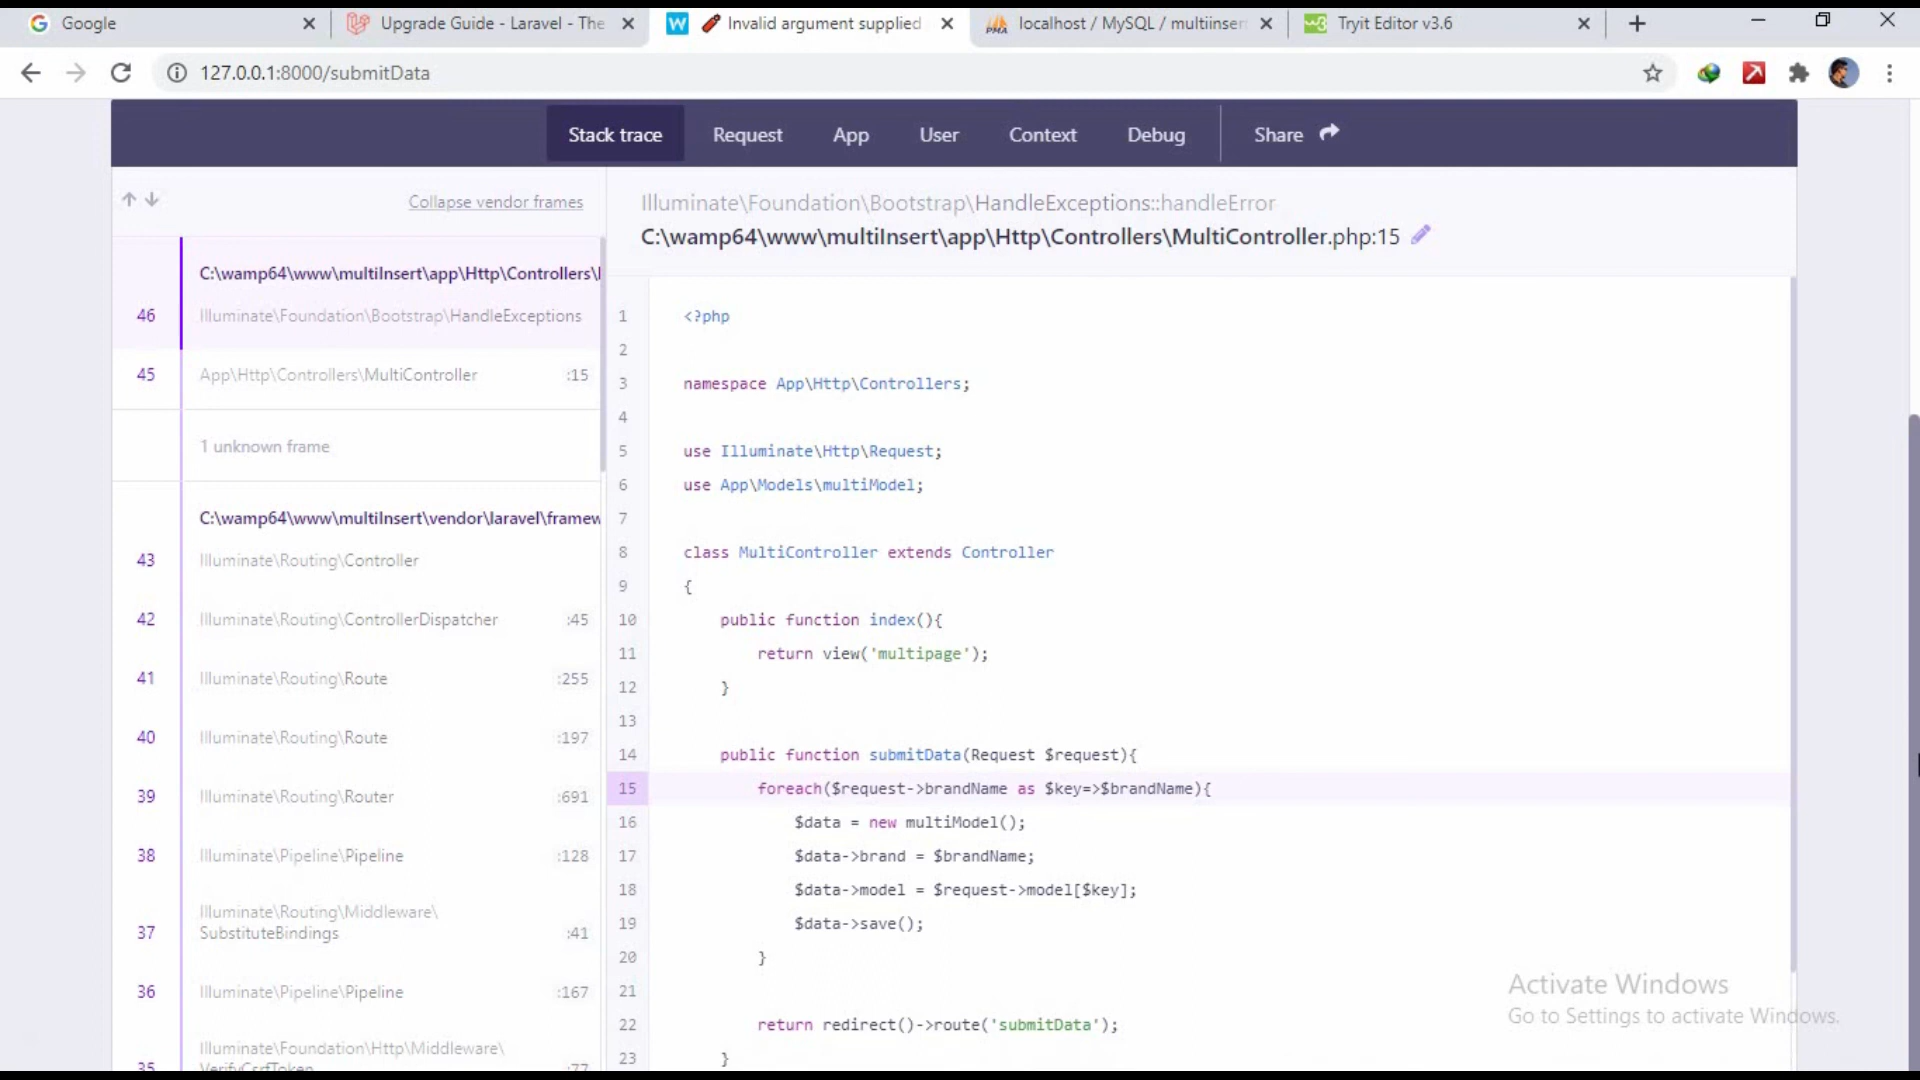 Google
Upgrade Guide - Laravel - The
Invalid argument supplied
localhost / MySQL / multiinser
Tryit Editor v3.6
127.0.0.1:8000/submitData
Stack trace
Request
App
User
Context
Debug
Share
Collapse vendor frames
C:\wamp64\www\multiInsert\app\Http\Controllers\
46 Illuminate\Foundation\Bootstrap\HandleExceptions
45 App\Http\Controllers\MultiController :15
1 unknown frame
C:\wamp64\www\multiInsert\vendor\laravel\framew
43 Illuminate\Routing\Controller
42 Illuminate\Routing\ControllerDispatcher :45
41 Illuminate\Routing\Route :255
40 Illuminate\Routing\Route :197
39 Illuminate\Routing\Router :691
38 Illuminate\Pipeline\Pipeline :128
Illuminate\Routing\Middleware\
37 SubstituteBindings :41
36 Illuminate\Pipeline\Pipeline :167
Illuminate\Foundation\Http\Middleware\
35 VerifyCsrfToken :77
Illuminate\Foundation\Bootstrap\HandleExceptions::handleError
C:\wamp64\www\multiInsert\app\Http\Controllers\MultiController.php:15
1 <?php
2
3 namespace App\Http\Controllers;
4
5 use Illuminate\Http\Request;
6 use App\Models\multiModel;
7
8 class MultiController extends Controller
9 {
10 public function index(){
11 return view('multipage');
12 }
13
14 public function submitData(Request $request){
15 foreach($request->brandName as $key=>$brandName){
16 $data = new multiModel();
17 $data->brand = $brandName;
18 $data->model = $request->model[$key];
19 $data->save();
20 }
21
22 return redirect()->route('submitData');
23 }
Activate Windows
Go to Settings to activate Windows.